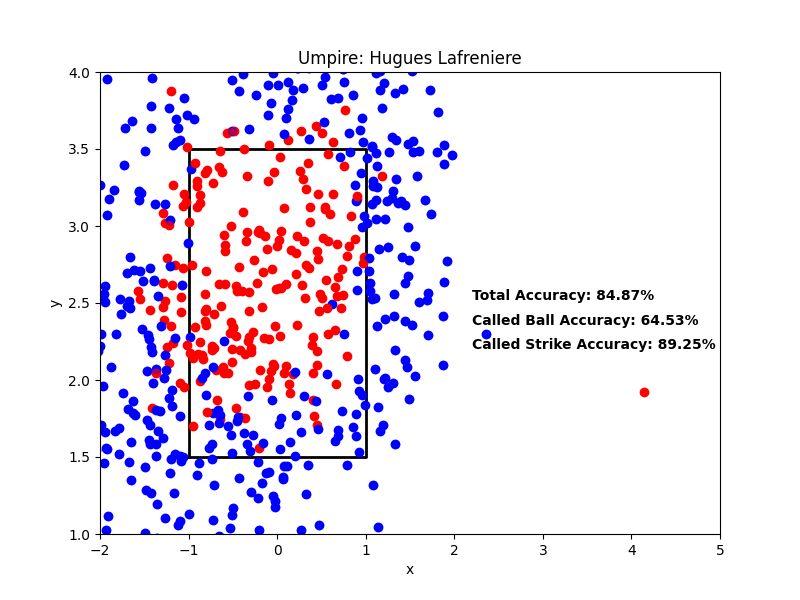 Umpire: Hugues Lafreniere
4.0
3.5
3.0
2.5
2.0
1.5
1.0
y
Total Accuracy: 84.87%
Called Ball Accuracy: 64.53%
Called Strike Accuracy: 89.25%
−2 −1 0 1 2 3 4 5
x